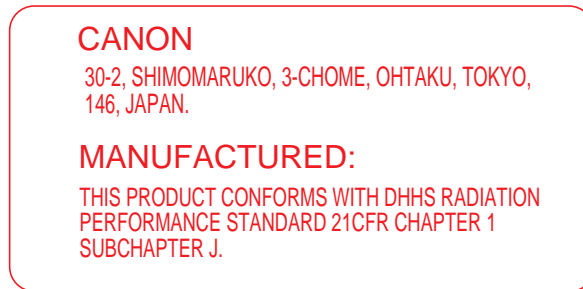 CANON
30-2, SHIMOMARUKO, 3-CHOME, OHTAKU, TOKYO,
146, JAPAN.
MANUFACTURED:
THIS PRODUCT CONFORMS WITH DHHS RADIATION
PERFORMANCE STANDARD 21CFR CHAPTER 1
SUBCHAPTER J.